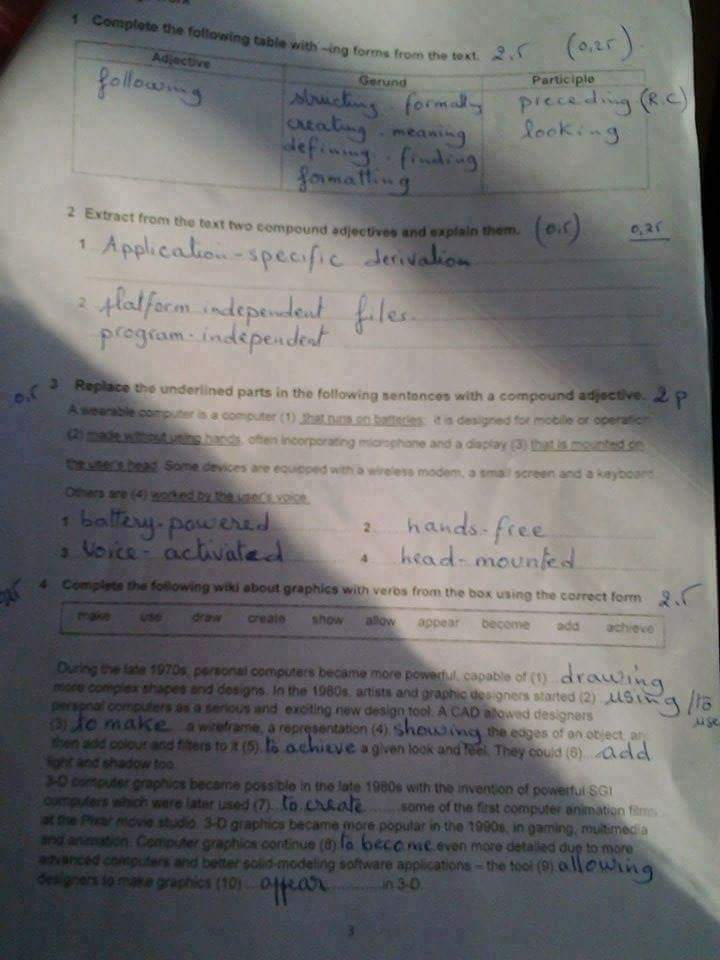 work
1 Complete the following table with –ing forms from the text. 2.5 (0,25).
Adjective Gerund Participle
following structing formally preceding (R.C)
creating - meaning looking
defining - finding
formatting
2 Extract from the text two compound adjectives and explain them. (0.5) 0,25
1 Application-specific derivation
2 platform independent files.
program-independent
0.5 3 Replace the underlined parts in the following sentences with a compound adjective. 2 p
A wearable computer is a computer (1) that runs on batteries; it is designed for mobile or operation
(2) made without using hands, often incorporating microphone and a display (3) that is mounted on
the user's head. Some devices are equipped with a wireless modem, a small screen and a keyboard.
Others are (4) worked by the user's voice.
1 battery-powered 2. hands-free
3 voice-activated 4 head-mounted
4 Complete the following wiki about graphics with verbs from the box using the correct form 2.5
make use draw create show allow appear become add achieve
During the late 1970s, personal computers became more powerful, capable of (1) drawing
more complex shapes and designs. In the 1980s, artists and graphic designers started (2) using /to use
personal computers as a serious and exciting new design tool. A CAD allowed designers
(3) to make a wireframe, a representation (4) showing the edges of an object, an
then add colour and filters to it (5) to achieve a given look and feel. They could (6) add
light and shadow too.
3-D computer graphics became possible in the late 1980s with the invention of powerful SGI
computers which were later used (7) to create some of the first computer animation films
at the Pixar movie studio. 3-D graphics became more popular in the 1990s, in gaming, multimedia
and animation. Computer graphics continue (8) to become even more detailed due to more
advanced computers and better solid-modeling software applications – the tool (9) allowing
designers to make graphics (10) appear in 3-D.
3